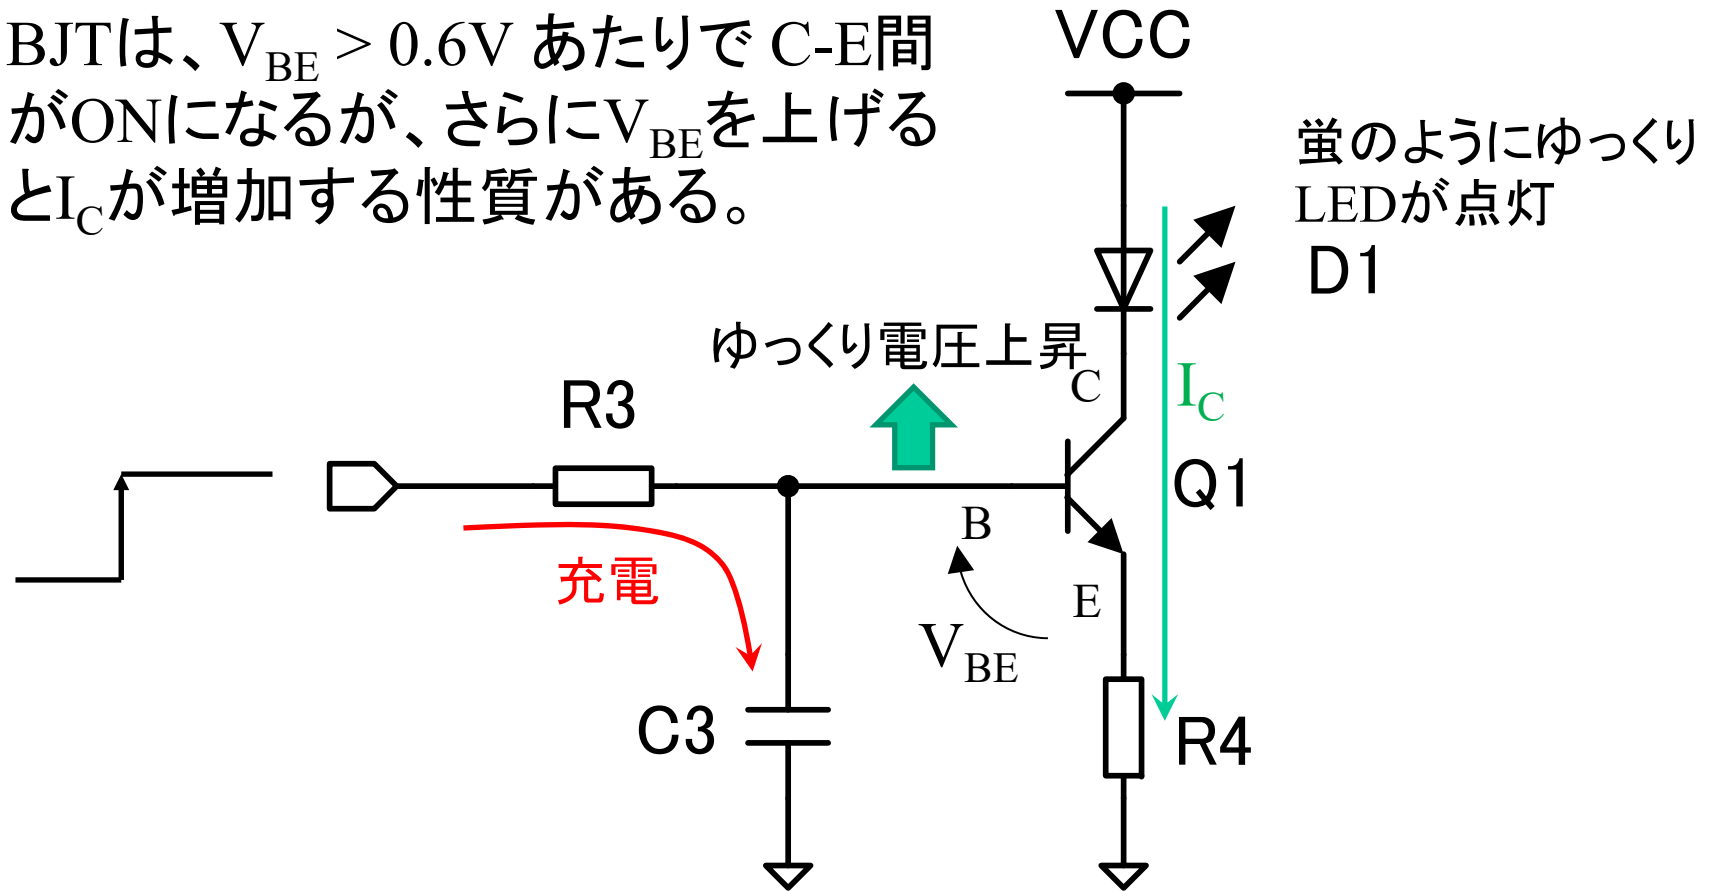 BJTは、VBE > 0.6V あたりで C-E間
がONになるが、さらにVBEを上げる
とICが増加する性質がある。
VCC
蛍のようにゆっくり
LEDが点灯
D1
ゆっくり電圧上昇
C
IC
R3
Q1
B
充電
E
VBE
C3
R4